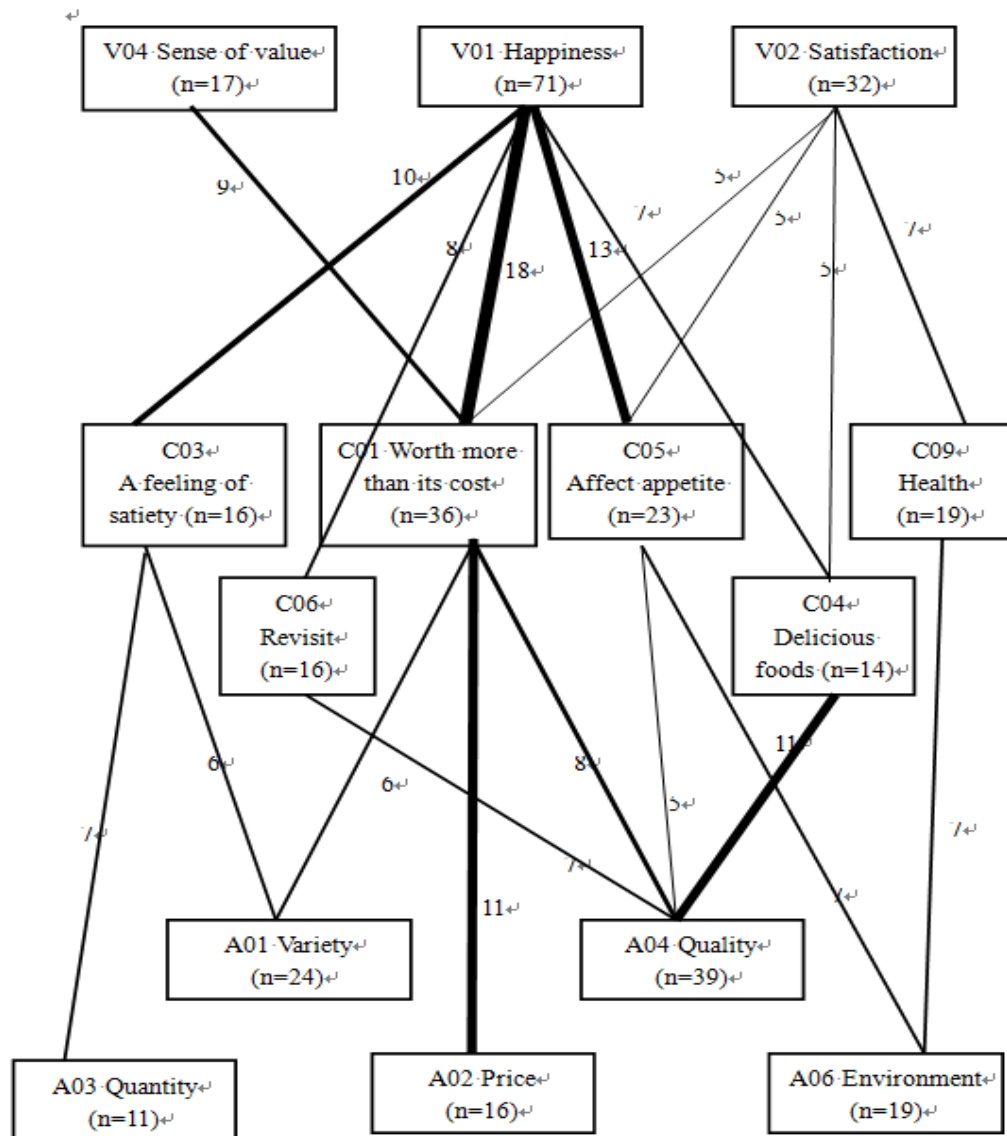 V04 Sense of value
(n=17)
V01 Happiness
(n=71)
V02 Satisfaction
(n=32)
10
9
5
7
8
18
13
5
7
5
C03
A feeling of
satiety (n=16)
C01 Worth more
than its cost
(n=36)
C05
Affect appetite
(n=23)
C09
Health
(n=19)
C06
Revisit
(n=16)
C04
Delicious
foods (n=14)
11
6
8
6
5
7
7
7
7
11
A01 Variety
(n=24)
A04 Quality
(n=39)
A03 Quantity
(n=11)
A02 Price
(n=16)
A06 Environment
(n=19)